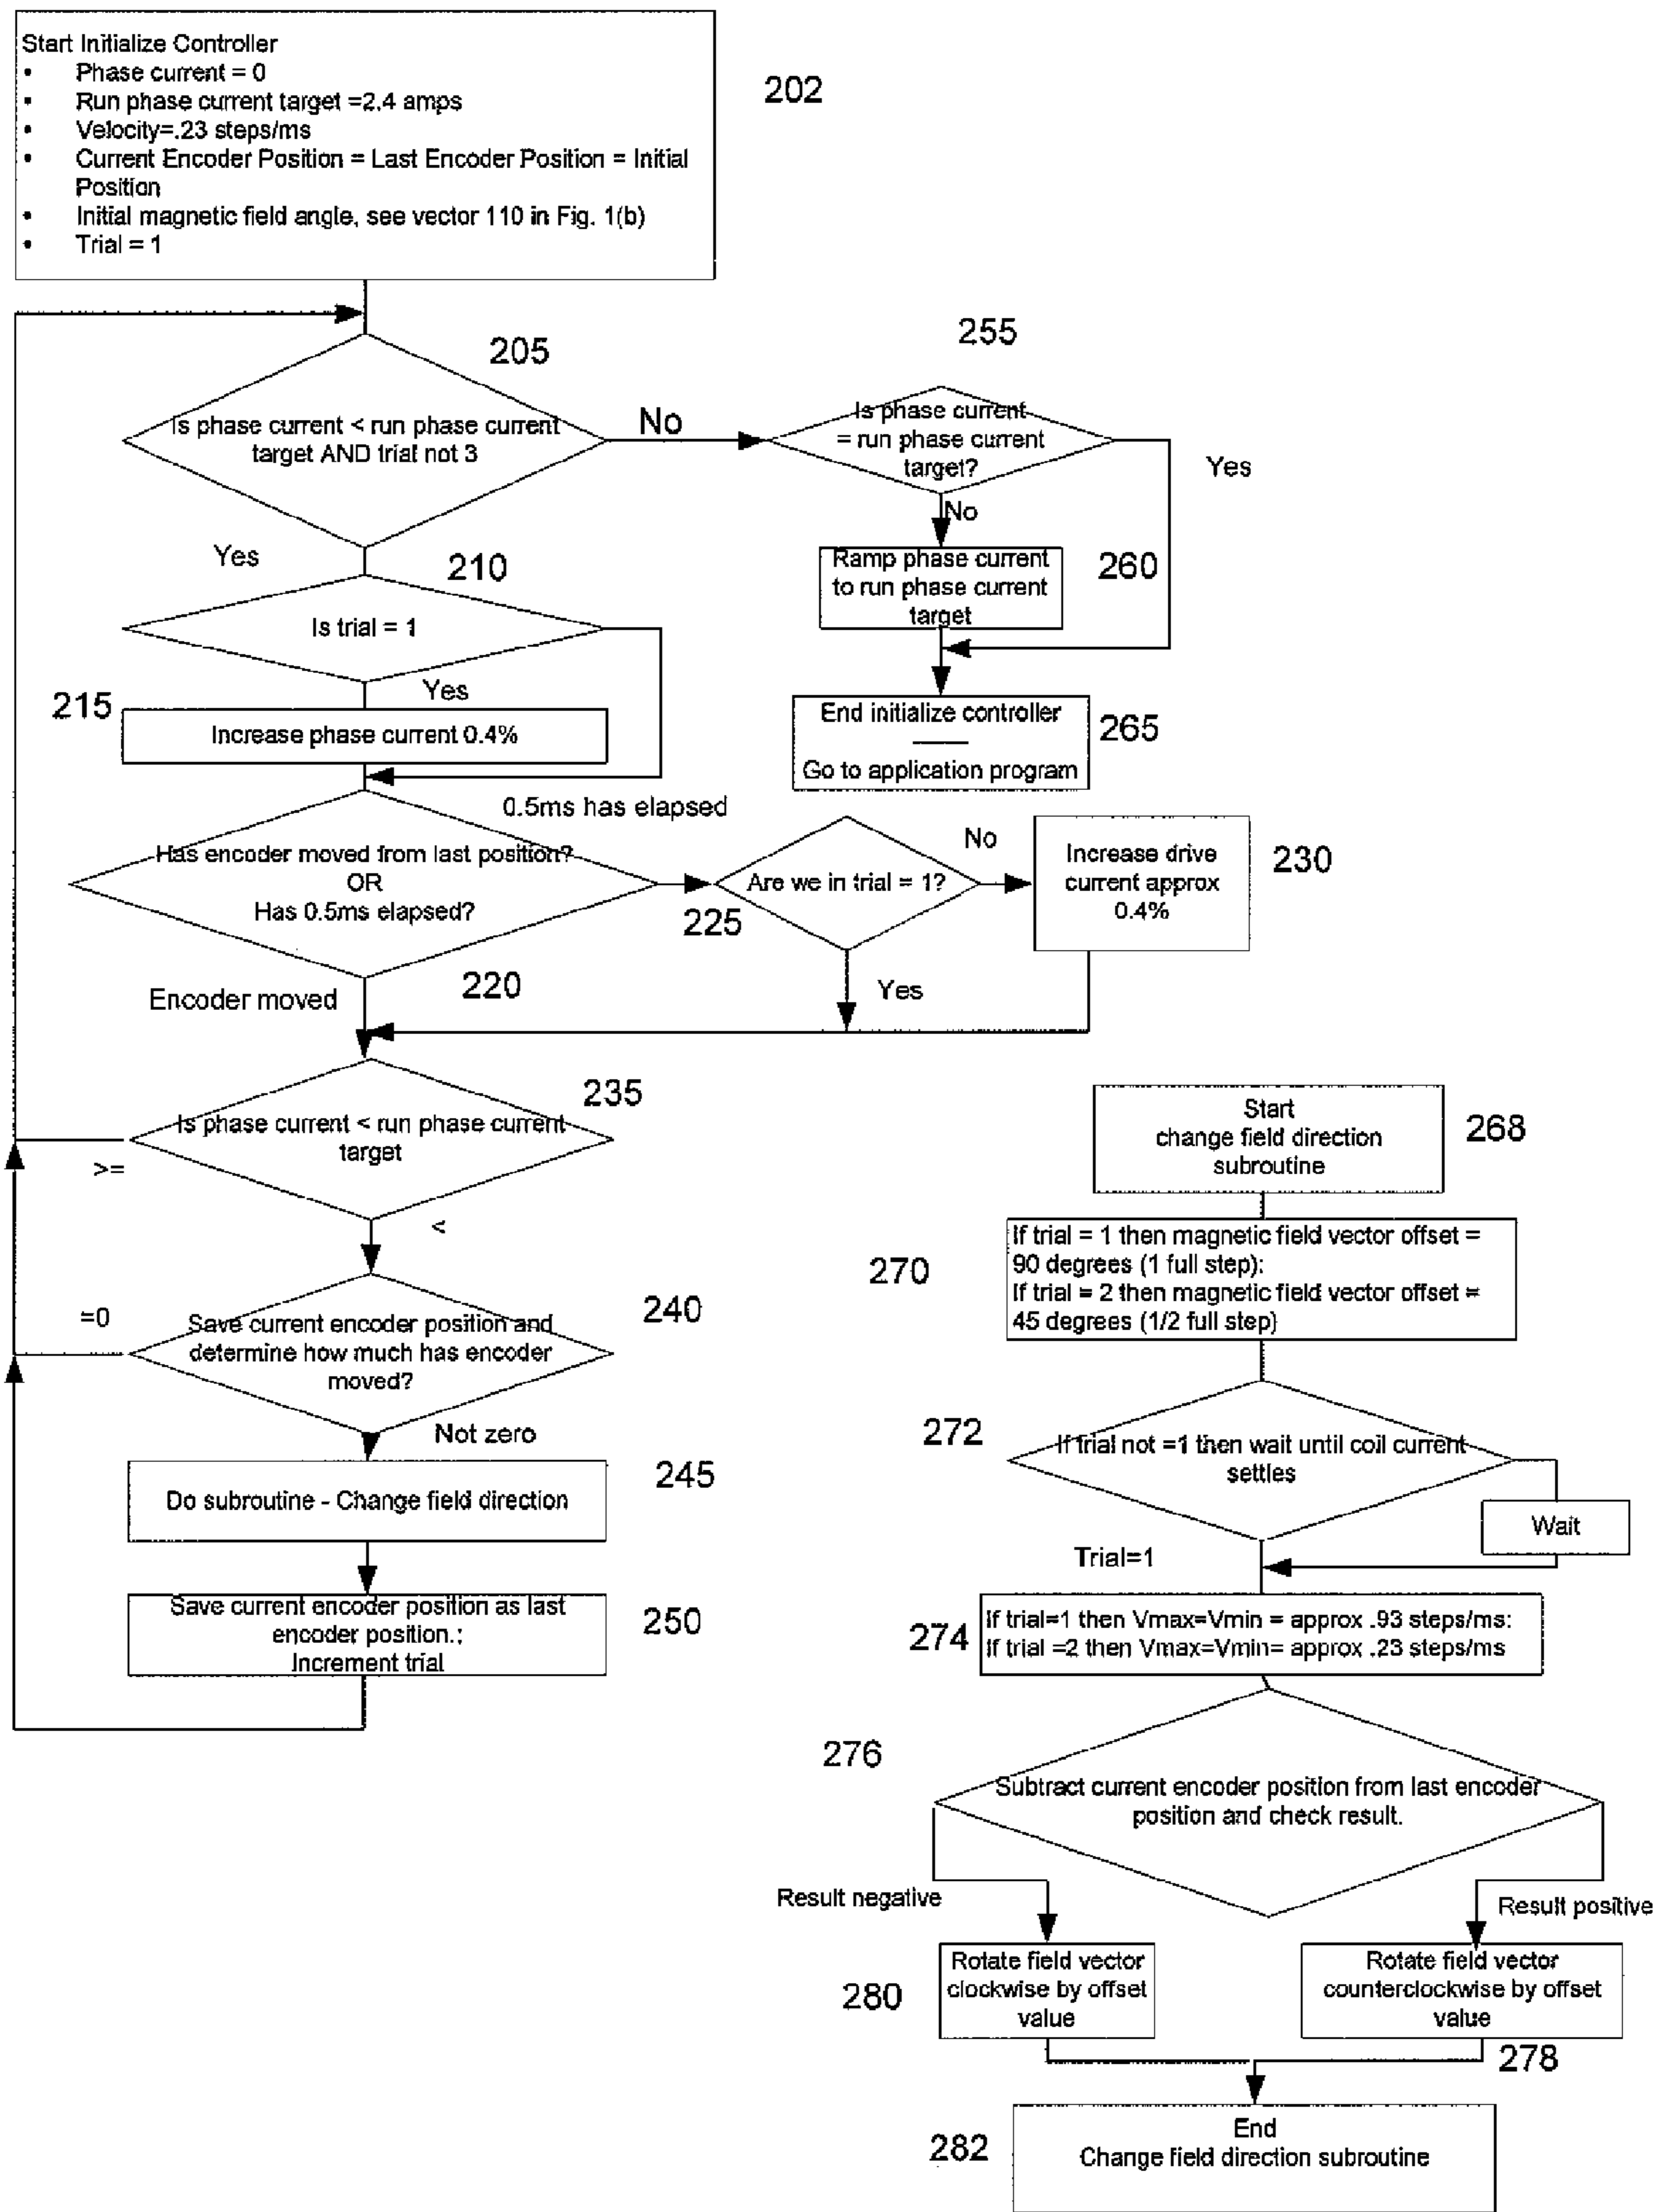 Start Initialize Controller
• Phase current = 0
• Run phase current target =2.4 amps
• Velocity=.23 steps/ms
• Current Encoder Position = Last Encoder Position = Initial
Position
• Initial magnetic field angle, see vector 110 in Fig. 1(b)
• Trial = 1
202
205
Is phase current < run phase current
target AND trial not 3
No
255
Is phase current
= run phase current
target?
Yes
No
Ramp phase current
to run phase current
target
260
End initialize controller
Go to application program
265
Yes
210
Is trial = 1
Yes
215
Increase phase current 0.4%
0.5ms has elapsed
Has encoder moved from last position?
OR
Has 0.5ms elapsed?
220
Encoder moved
Are we in trial = 1?
225
No
Yes
Increase drive
current approx
0.4%
230
235
Is phase current < run phase current
target
>=
<
240
Save current encoder position and
determine how much has encoder
moved?
=0
Not zero
245
Do subroutine - Change field direction
Save current encoder position as last
encoder position.;
Increment trial
250
Start
change field direction
subroutine
268
If trial = 1 then magnetic field vector offset =
90 degrees (1 full step);
If trial = 2 then magnetic field vector offset =
45 degrees (1/2 full step)
270
272
If trial not =1 then wait until coil current
settles
Wait
Trial=1
274
If trial=1 then Vmax=Vmin = approx .93 steps/ms:
If trial =2 then Vmax=Vmin= approx .23 steps/ms
276
Subtract current encoder position from last encoder
position and check result.
Result negative
Result positive
280
Rotate field vector
clockwise by offset
value
Rotate field vector
counterclockwise by offset
value
278
282
End
Change field direction subroutine